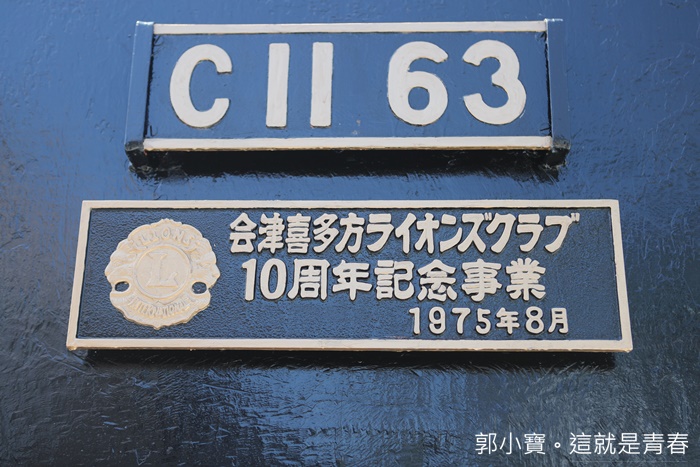 C11 63
会津喜多方ライオンズクラブ
10周年記念事業
1975年8月
L
郭小寶。這就是青春